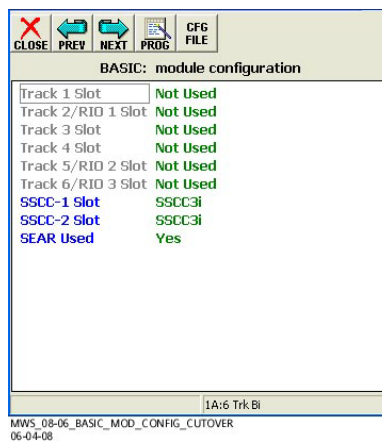 CLOSE PREV NEXT PROG CFG FILE
BASIC: module configuration
Track 1 Slot Not Used
Track 2/RIO 1 Slot Not Used
Track 3 Slot Not Used
Track 4 Slot Not Used
Track 5/RIO 2 Slot Not Used
Track 6/RIO 3 Slot Not Used
SSCC-1 Slot SSCC3i
SSCC-2 Slot SSCC3i
SEAR Used Yes
1A:6 Trk Bi
MWS_08-06_BASIC_MOD_CONFIG_CUTOVER
06-04-08